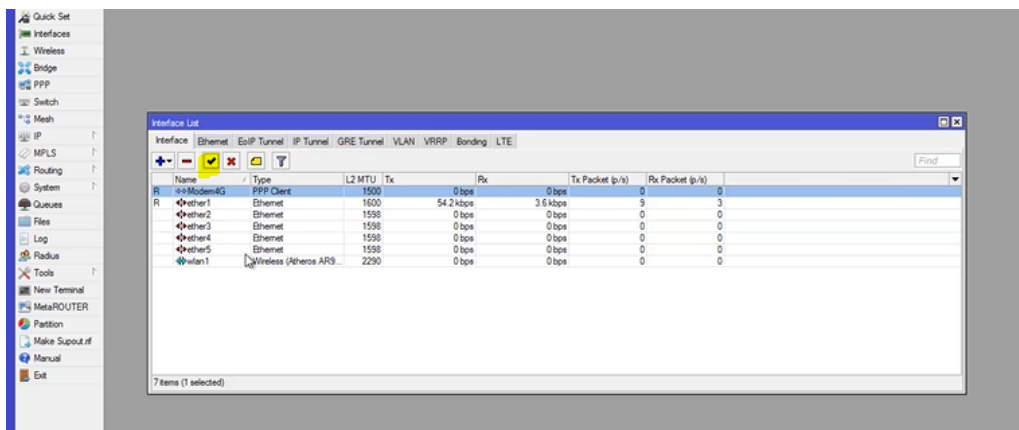 Quick Set
Interfaces
Wireless
Bridge
PPP
Switch
Mesh
IP
MPLS
Routing
System
Queues
Files
Log
Radius
Tools
New Terminal
MetaROUTER
Partition
Make Supout.rif
Manual
Exit
Interface List
Interface Ethernet EoIP Tunnel IP Tunnel GRE Tunnel VLAN VRRP Bonding LTE
Find
Name Type L2 MTU Tx Rx Tx Packet (p/s) Rx Packet (p/s)
R Modem4G PPP Client 1500 0 bps 0 bps 0 0
R ether1 Ethernet 1600 54.2 kbps 3.6 kbps 9 3
ether2 Ethernet 1598 0 bps 0 bps 0 0
ether3 Ethernet 1598 0 bps 0 bps 0 0
ether4 Ethernet 1598 0 bps 0 bps 0 0
ether5 Ethernet 1598 0 bps 0 bps 0 0
wlan1 Wireless (Atheros AR9... 2290 0 bps 0 bps 0 0
7 items (1 selected)